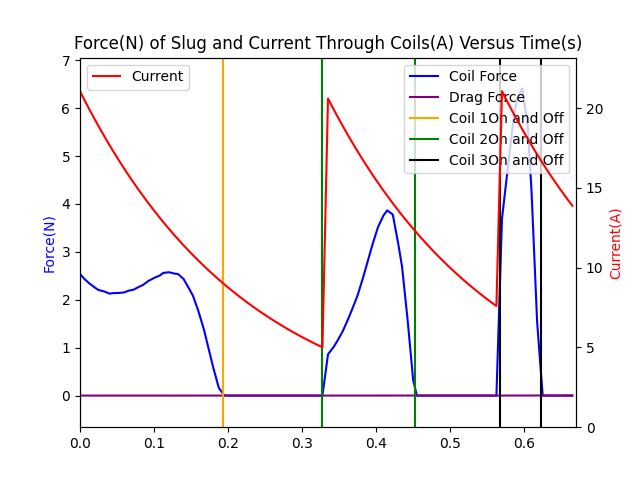 Force(N) of Slug and Current Through Coils(A) Versus Time(s)
Current
Coil Force
Drag Force
Coil 1On and Off
Coil 2On and Off
Coil 3On and Off
Force(N)
Current(A)
7
6
5
4
3
2
1
0
20
15
10
5
0
0.0 0.1 0.2 0.3 0.4 0.5 0.6